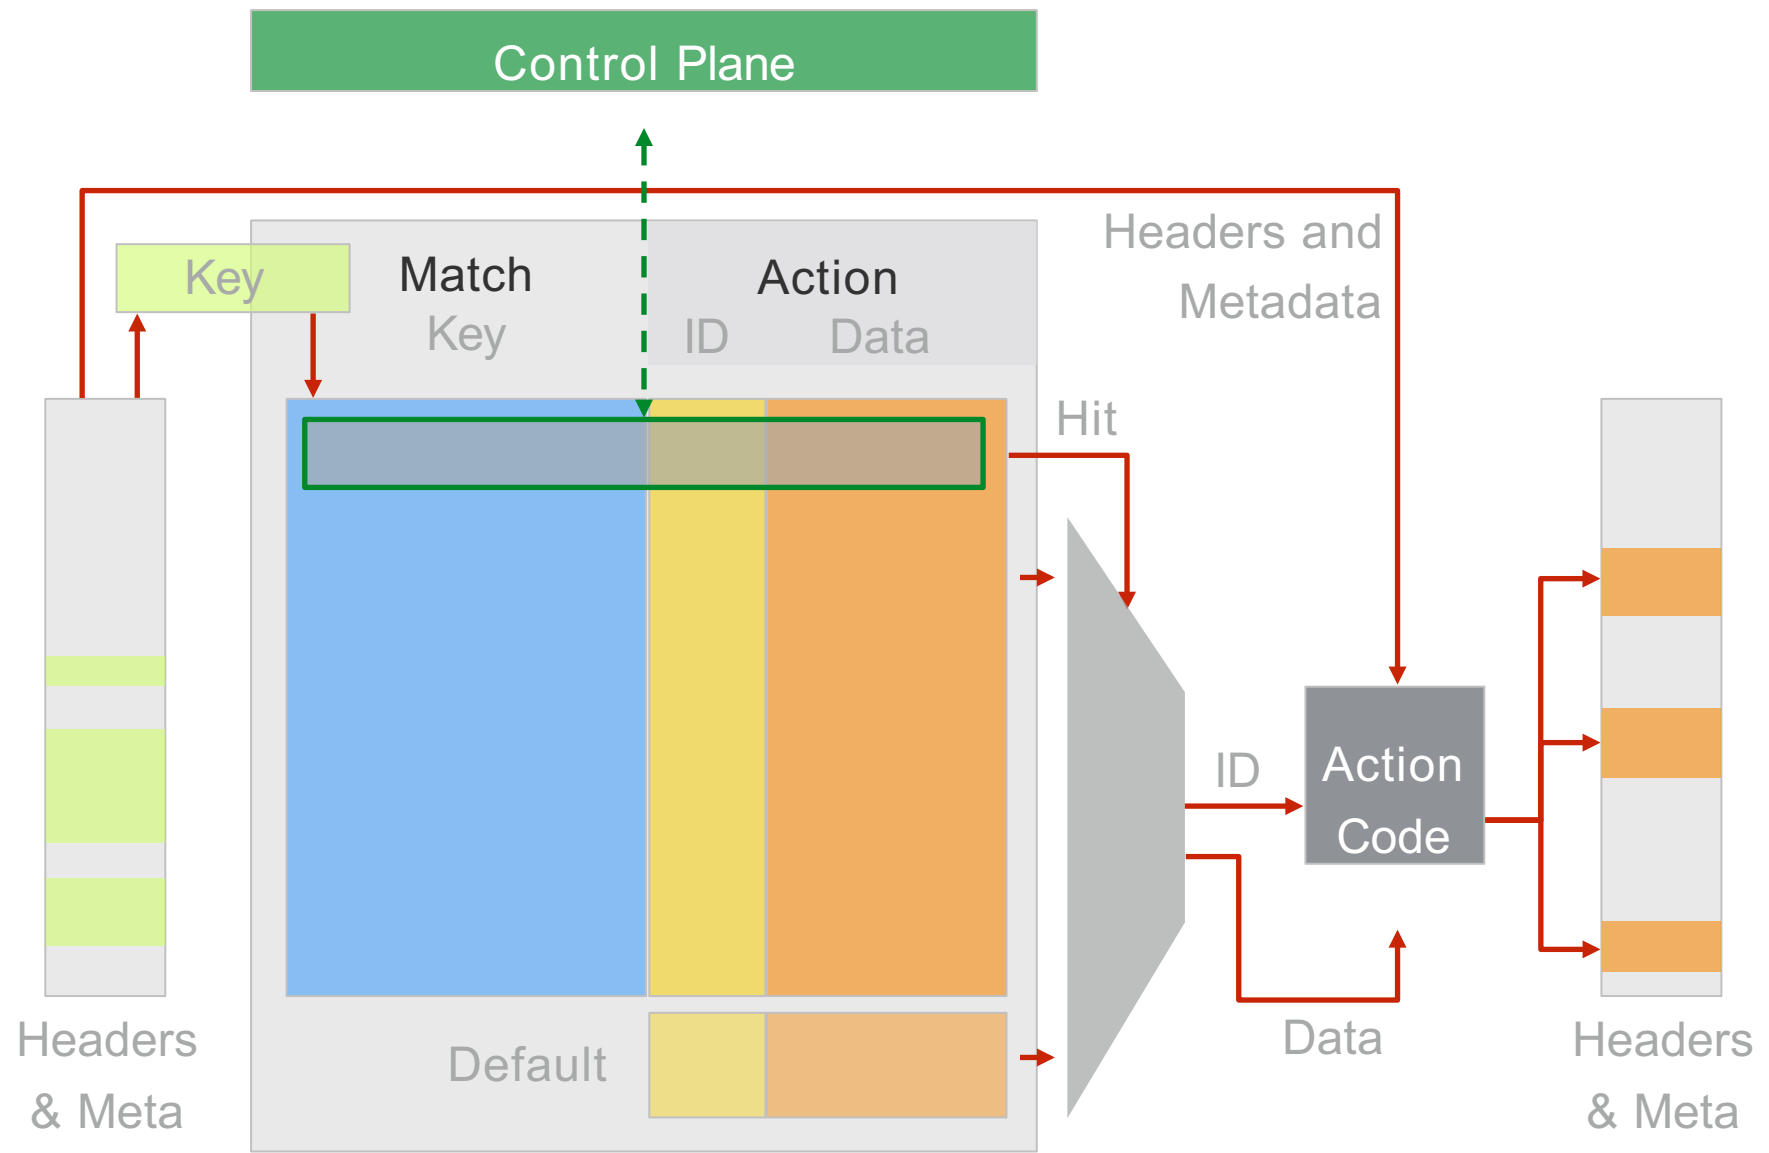 Control Plane
Headers and
Metadata
Key
Match
Key
Action
ID
Data
Hit
ID
Action
Code
Data
Default
Headers
& Meta
Headers
& Meta